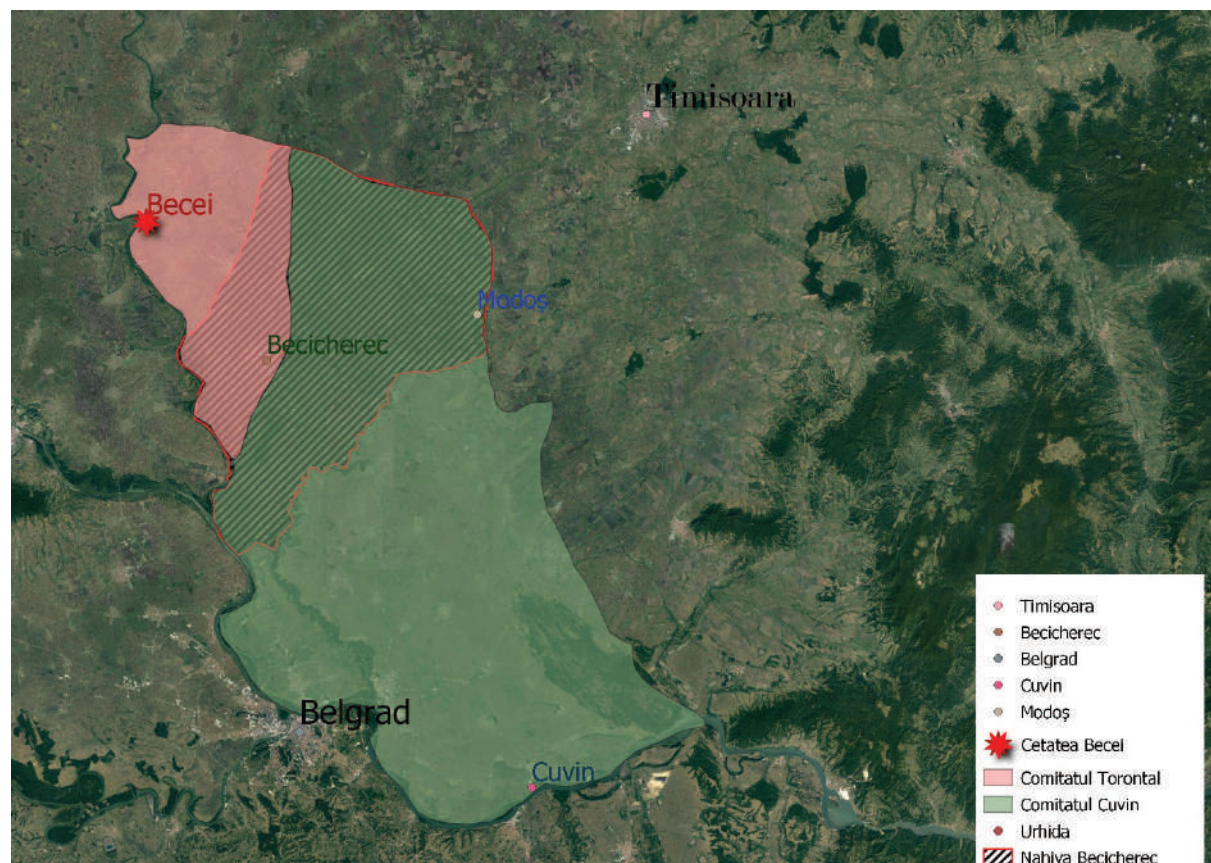 Timisoara
Becei
Modoș
Becicherec
Belgrad
Cuvin
Timisoara
Becicherec
Belgrad
Cuvin
Modoș
Cetatea Becei
Comitatul Torontal
Comitatul Cuvin
Urhida
Nahiya Becicherec